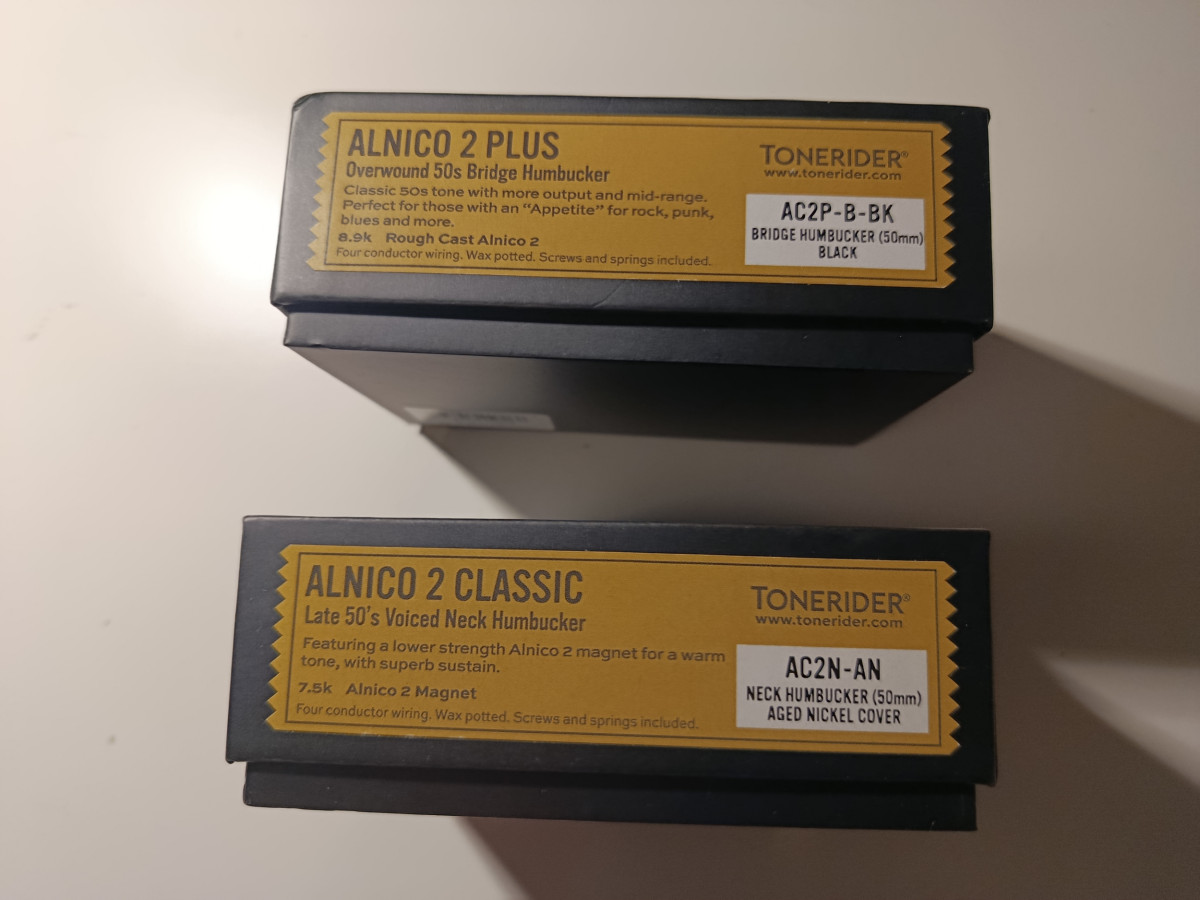 ALNICO 2 PLUS
Overwound 50s Bridge Humbucker
Classic 50s tone with more output and mid-range.
Perfect for those with an “Appetite” for rock, punk,
blues and more.
8.9k Rough Cast Alnico 2
Four conductor wiring. Wax potted. Screws and springs included.
TONERIDER®
www.tonerider.com
AC2P-B-BK
BRIDGE HUMBUCKER (50mm)
BLACK
ALNICO 2 CLASSIC
Late 50's Voiced Neck Humbucker
Featuring a lower strength Alnico 2 magnet for a warm
tone, with superb sustain.
7.5k Alnico 2 Magnet
Four conductor wiring. Wax potted. Screws and springs included.
TONERIDER®
www.tonerider.com
AC2N-AN
NECK HUMBUCKER (50mm)
AGED NICKEL COVER